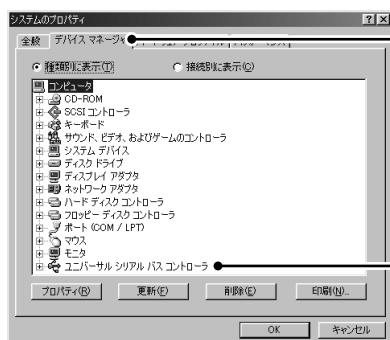 システムのプロパティ
全般 デバイス マネージャ
種類別に表示(T) 接続別に表示(C)
コンピュータ
CD-ROM
SCSI コントローラ
キーボード
サウンド、ビデオ、およびゲームのコントローラ
システム デバイス
ディスク ドライブ
ディスプレイ アダプタ
ネットワーク アダプタ
ハード ディスク コントローラ
フロッピー ディスク コントローラ
ポート (COM / LPT)
マウス
モニタ
ユニバーサル シリアル バス コントローラ
プロパティ(R) 更新(F) 削除(E) 印刷(N)...
OK キャンセル